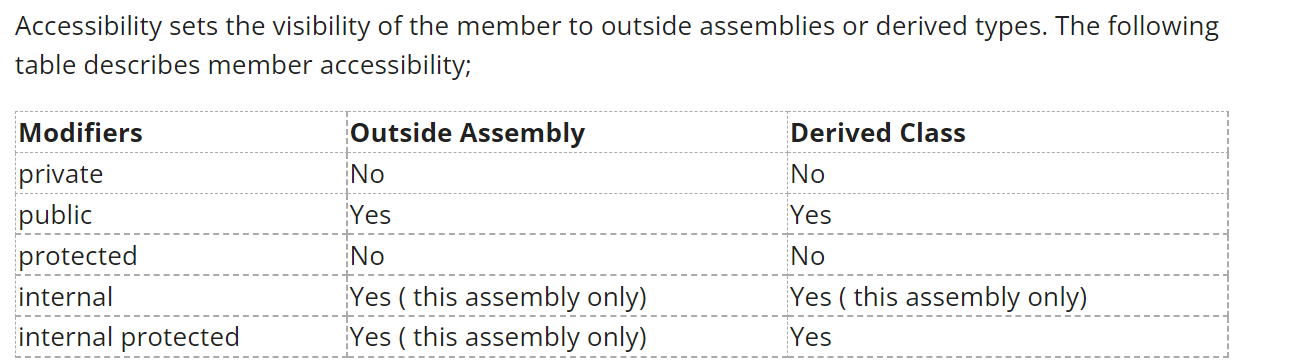 Accessibility sets the visibility of the member to outside assemblies or derived types. The following
table describes member accessibility;
Modifiers Outside Assembly Derived Class
private No No
public Yes Yes
protected No No
internal Yes ( this assembly only) Yes ( this assembly only)
internal protected Yes ( this assembly only) Yes